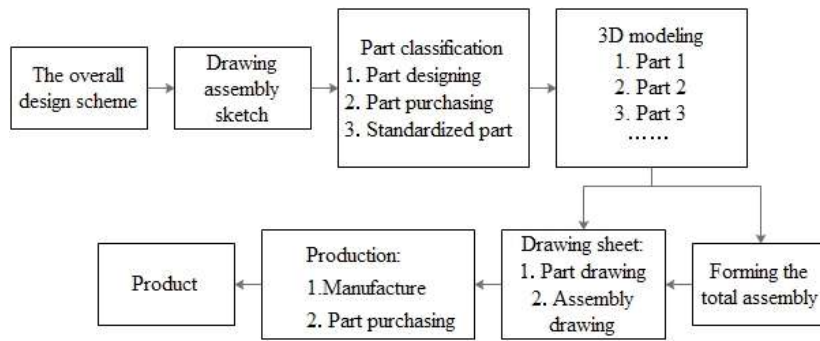 The overall
design scheme
Drawing
assembly
sketch
Part classification
1. Part designing
2. Part purchasing
3. Standardized part
3D modeling
1. Part 1
2. Part 2
3. Part 3
……
Product
Production:
1.Manufacture
2. Part purchasing
Drawing sheet:
1. Part drawing
2. Assembly
drawing
Forming the
total assembly